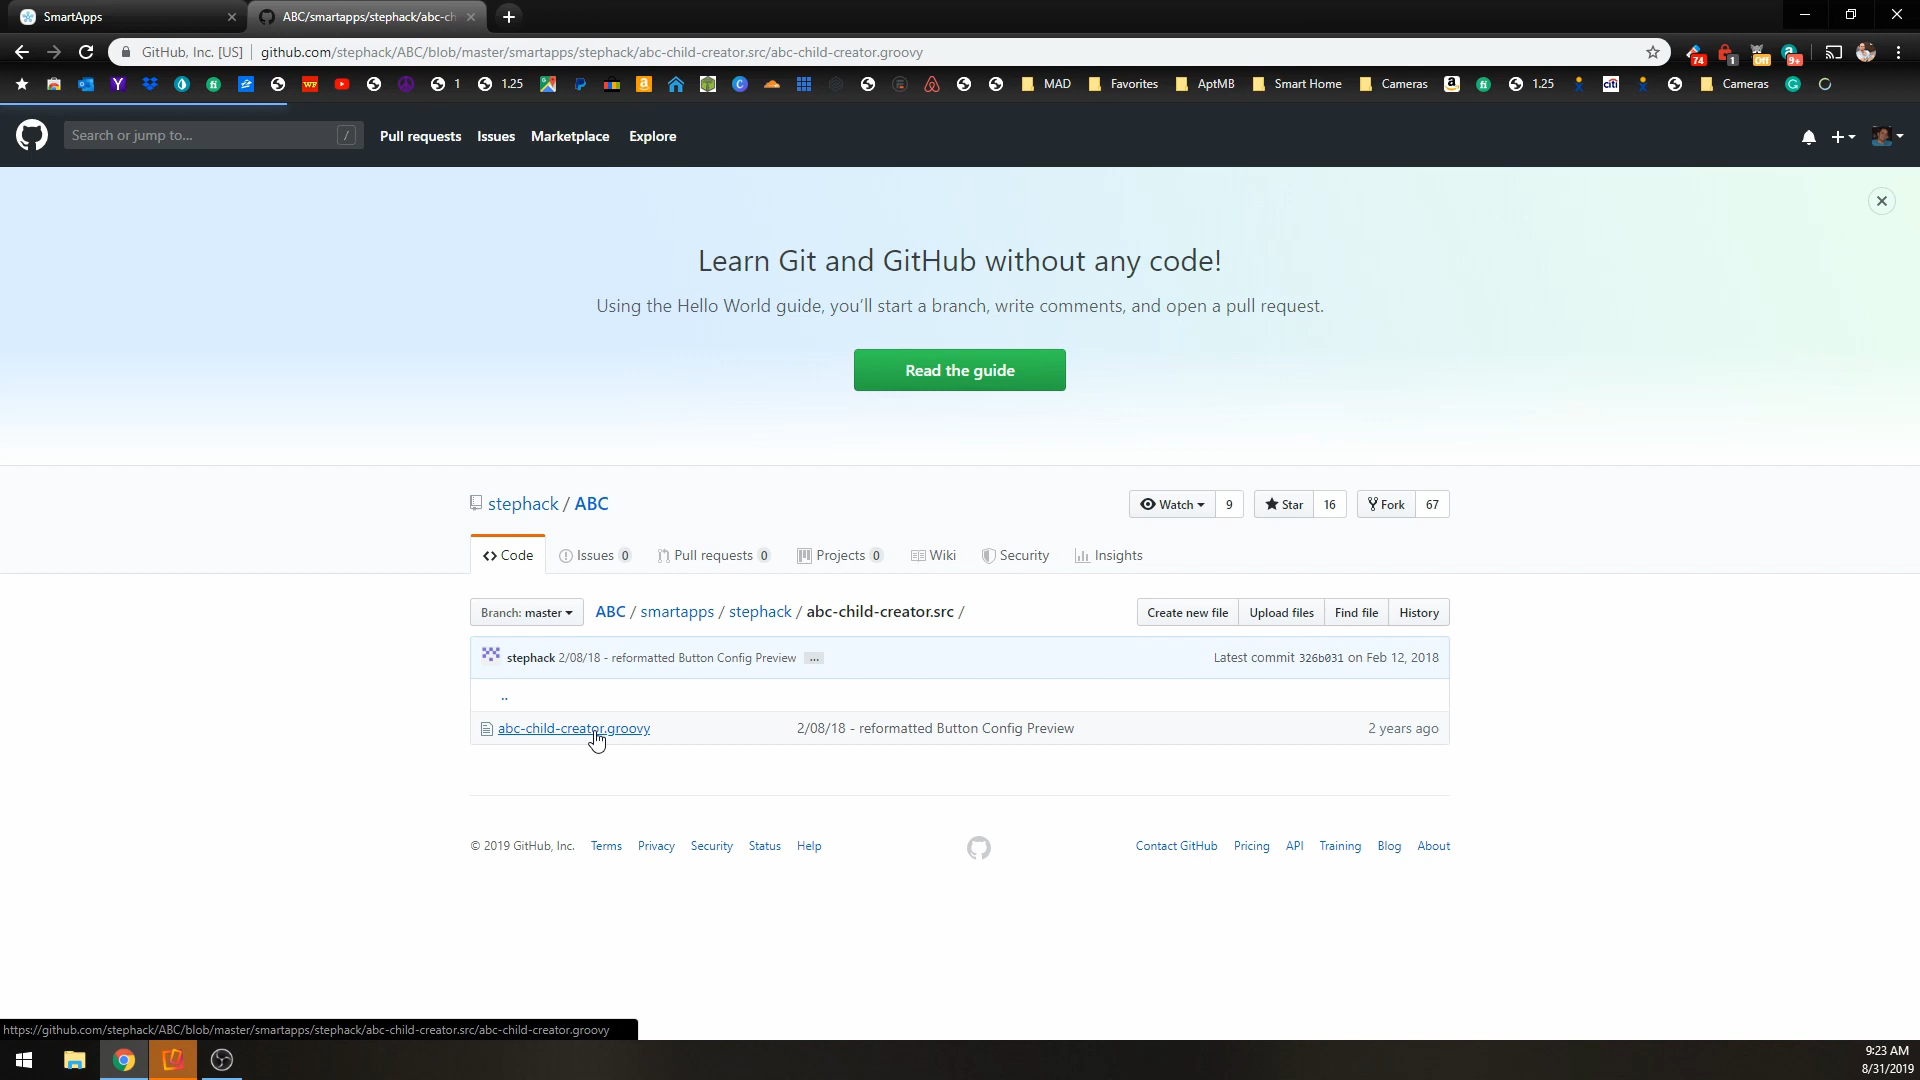 SmartApps
ABC/smartapps/stephack/abc-ch
GitHub, Inc. [US] github.com/stephack/ABC/blob/master/smartapps/stephack/abc-child-creator.src/abc-child-creator.groovy
74 1 Off 9+
1 1.25 MAD Favorites AptMB Smart Home Cameras 1.25 citi Cameras
Search or jump to... / Pull requests Issues Marketplace Explore
Learn Git and GitHub without any code!
Using the Hello World guide, you’ll start a branch, write comments, and open a pull request.
Read the guide
stephack / ABC
Watch 9 Star 16 Fork 67
Code Issues 0 Pull requests 0 Projects 0 Wiki Security Insights
Branch: master ABC / smartapps / stephack / abc-child-creator.src /
Create new file Upload files Find file History
stephack 2/08/18 - reformatted Button Config Preview ... Latest commit 326b031 on Feb 12, 2018
..
abc-child-creator.groovy 2/08/18 - reformatted Button Config Preview 2 years ago
© 2019 GitHub, Inc. Terms Privacy Security Status Help Contact GitHub Pricing API Training Blog About
https://github.com/stephack/ABC/blob/master/smartapps/stephack/abc-child-creator.src/abc-child-creator.groovy
9:23 AM
8/31/2019